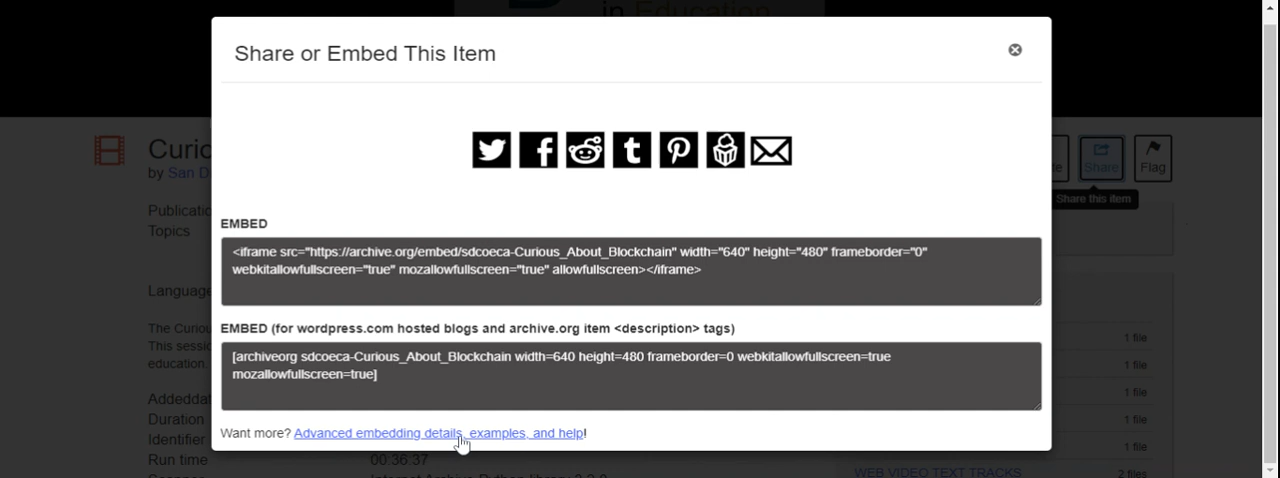 in Education
Share or Embed This Item
Curio
by San D
Share
Flag
Share this item
Publicatio
Topics
EMBED
<iframe src="https://archive.org/embed/sdcoeca-Curious_About_Blockchain" width="640" height="480" frameborder="0"
webkitallowfullscreen="true" mozallowfullscreen="true" allowfullscreen></iframe>
Language
EMBED (for wordpress.com hosted blogs and archive.org item <description> tags)
The Curiou
1 file
This sessi
[archiveorg sdcoeca-Curious_About_Blockchain width=640 height=480 frameborder=0 webkitallowfullscreen=true
education.
1 file
mozallowfullscreen=true]
Addeddat
1 file
Duration
1 file
Want more? Advanced embedding details, examples, and help!
Identifier
1 file
Run time
00:36:37
WEB VIDEO TEXT TRACKS
2 files